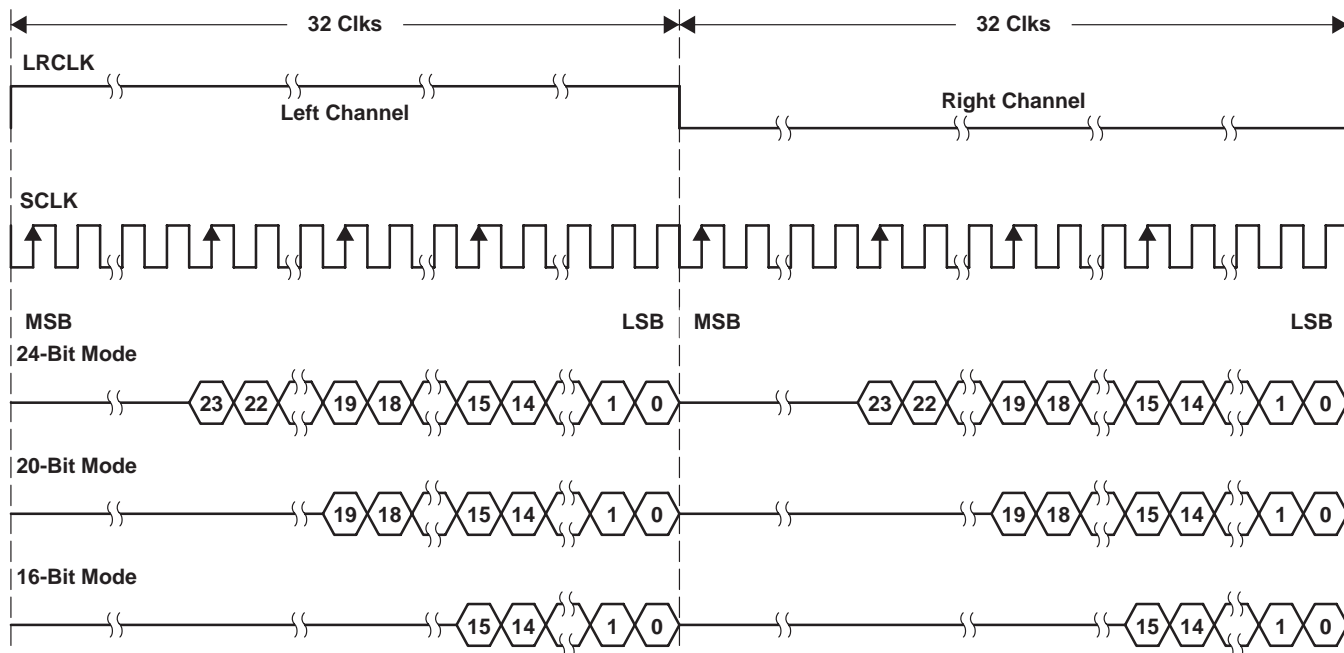 32 Clks 32 Clks
LRCLK
Left Channel Right Channel
SCLK
MSB LSB MSB LSB
24-Bit Mode
23 22 19 18 15 14 1 0 23 22 19 18 15 14 1 0
20-Bit Mode
19 18 15 14 1 0 19 18 15 14 1 0
16-Bit Mode
15 14 1 0 15 14 1 0